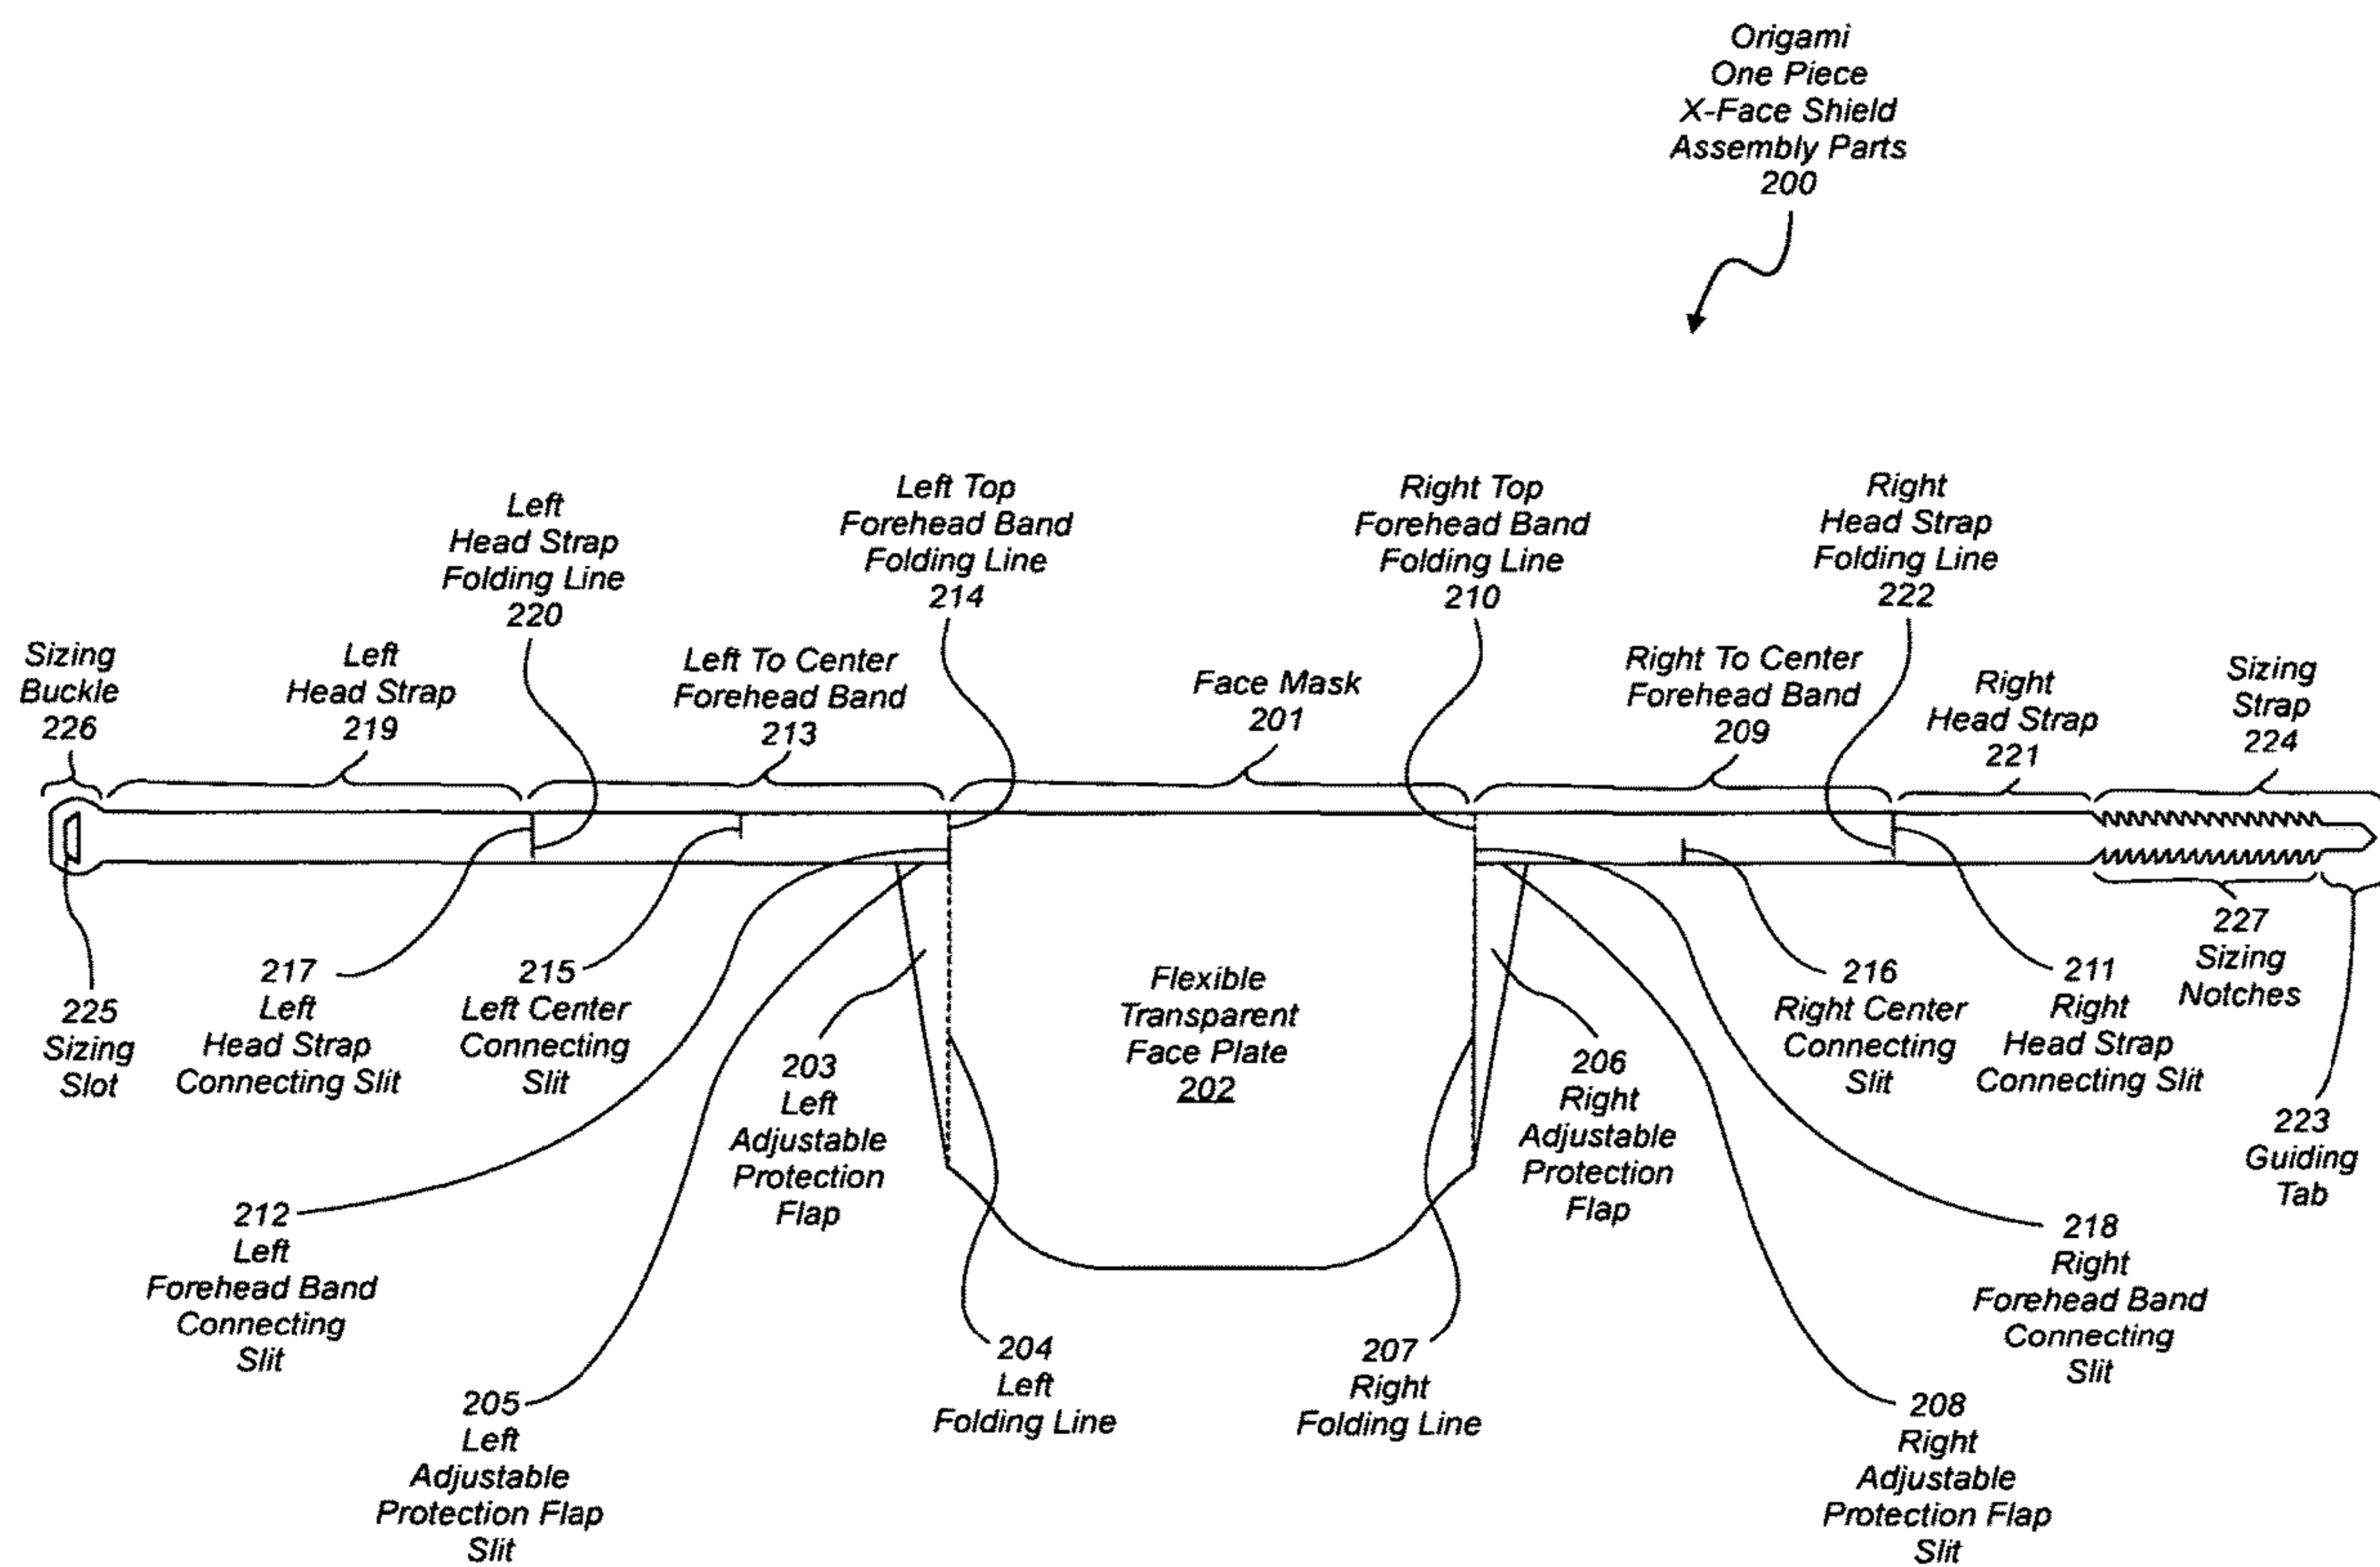 Origami
One Piece
X-Face Shield
Assembly Parts
200
Left
Head Strap
Folding Line
220
Left Top
Forehead Band
Folding Line
214
Right Top
Forehead Band
Folding Line
210
Right
Head Strap
Folding Line
222
Sizing
Buckle
226
Left
Head Strap
219
Left To Center
Forehead Band
213
Face Mask
201
Right To Center
Forehead Band
209
Right
Head Strap
221
Sizing
Strap
224
225
Sizing
Slot
217
Left
Head Strap
Connecting Slit
215
Left Center
Connecting
Slit
203
Left
Adjustable
Protection
Flap
Flexible
Transparent
Face Plate
202
206
Right
Adjustable
Protection
Flap
216
Right Center
Connecting
Slit
211
Right
Head Strap
Connecting Slit
227
Sizing
Notches
223
Guiding
Tab
212
Left
Forehead Band
Connecting
Slit
205
Left
Adjustable
Protection Flap
Slit
204
Left
Folding Line
207
Right
Folding Line
218
Right
Forehead Band
Connecting
Slit
208
Right
Adjustable
Protection Flap
Slit